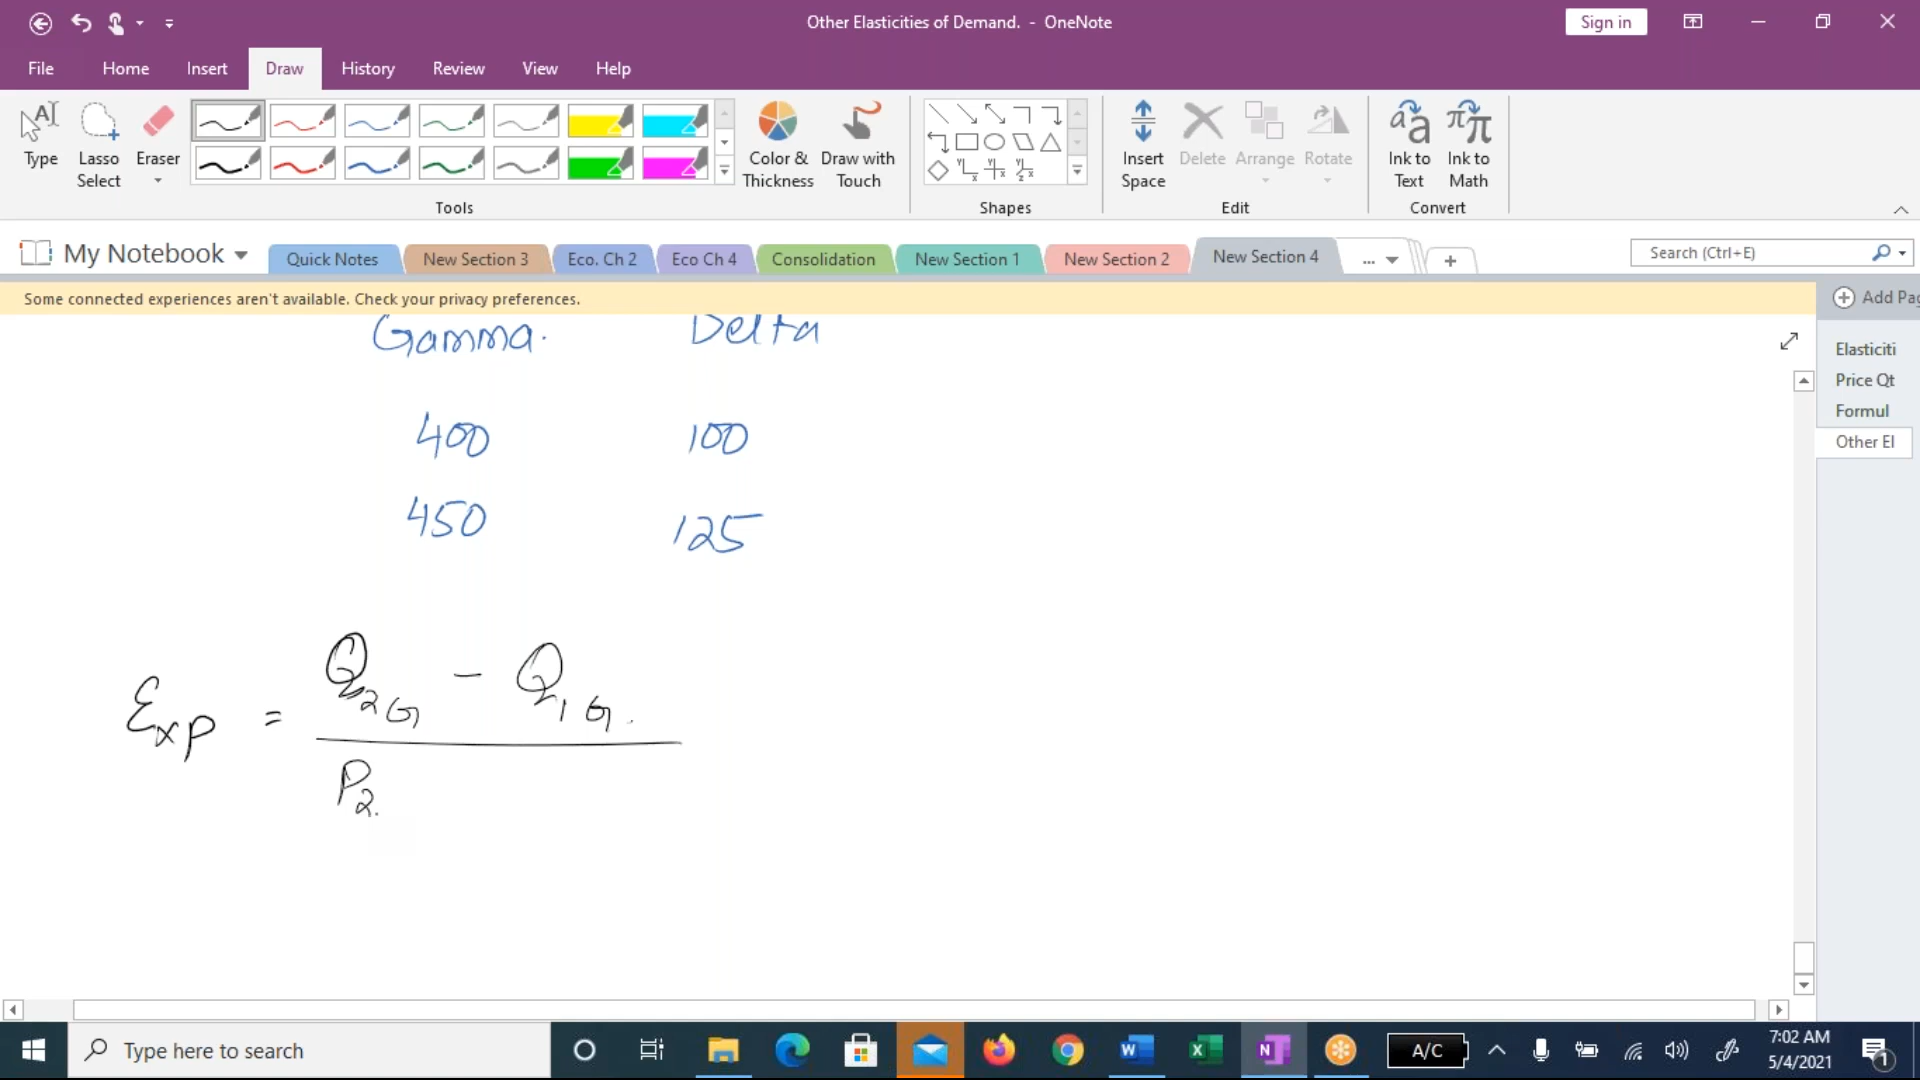 Other Elasticities of Demand. - OneNote
Sign in
File Home Insert Draw History Review View Help
Type
Lasso Select
Eraser
Color & Thickness
Draw with Touch
Insert Space
Delete
Arrange
Rotate
Ink to Text
Ink to Math
Tools Shapes Edit Convert
My Notebook
Quick Notes
New Section 3
Eco. Ch 2
Eco Ch 4
Consolidation
New Section 1
New Section 2
New Section 4
...
Search (Ctrl+E)
Some connected experiences aren't available. Check your privacy preferences.
Add Pag
Elasticiti
Price Qt
Formul
Other El
Gamma. Delta
400 100
450 125
Exp = Q2G - Q1G.
P2.
Type here to search
A/C
7:02 AM
5/4/2021
1